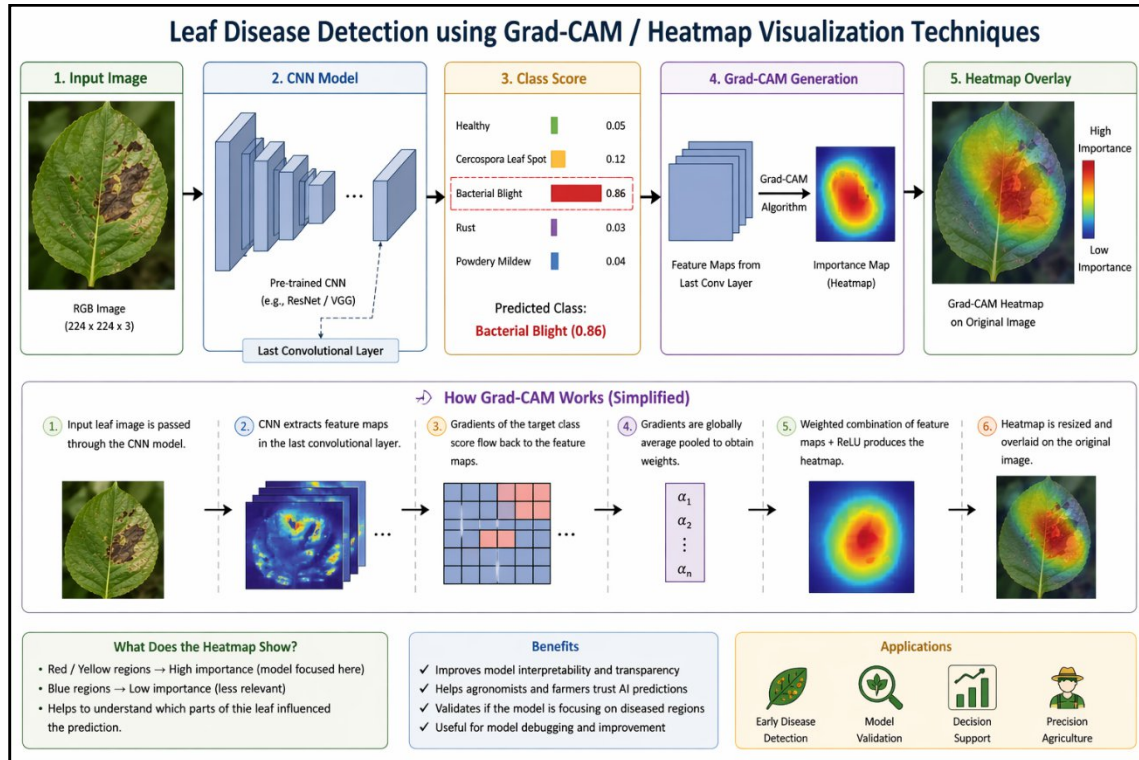 Leaf Disease Detection using Grad-CAM / Heatmap Visualization Techniques
1. Input Image
RGB Image
(224 x 224 x 3)
2. CNN Model
...
Pre-trained CNN
(e.g., ResNet / VGG)
Last Convolutional Layer
3. Class Score
Healthy 0.05
Cercospora Leaf Spot 0.12
Bacterial Blight 0.86
Rust 0.03
Powdery Mildew 0.04
Predicted Class:
Bacterial Blight (0.86)
4. Grad-CAM Generation
Grad-CAM
Algorithm
Feature Maps from
Last Conv Layer
Importance Map
(Heatmap)
5. Heatmap Overlay
High
Importance
Low
Importance
Grad-CAM Heatmap
on Original Image
How Grad-CAM Works (Simplified)
1. Input leaf image is passed
through the CNN model.
2. CNN extracts feature maps
in the last convolutional layer.
...
3. Gradients of the target class
score flow back to the feature
maps.
...
4. Gradients are globally
average pooled to obtain
weights.
α1
α2
⋮
αn
5. Weighted combination of feature
maps + ReLU produces the
heatmap.
6. Heatmap is resized and
overlaid on the original
image.
What Does the Heatmap Show?
• Red / Yellow regions → High importance (model focused here)
• Blue regions → Low importance (less relevant)
• Helps to understand which parts of thie leaf influenced
the prediction.
Benefits
✓ Improves model interpretability and transparency
✓ Helps agronomists and farmers trust AI predictions
✓ Validates if the model is focusing on diseased regions
✓ Useful for model debugging and improvement
Applications
Early Disease
Detection
Model
Validation
Decision
Support
Precision
Agriculture